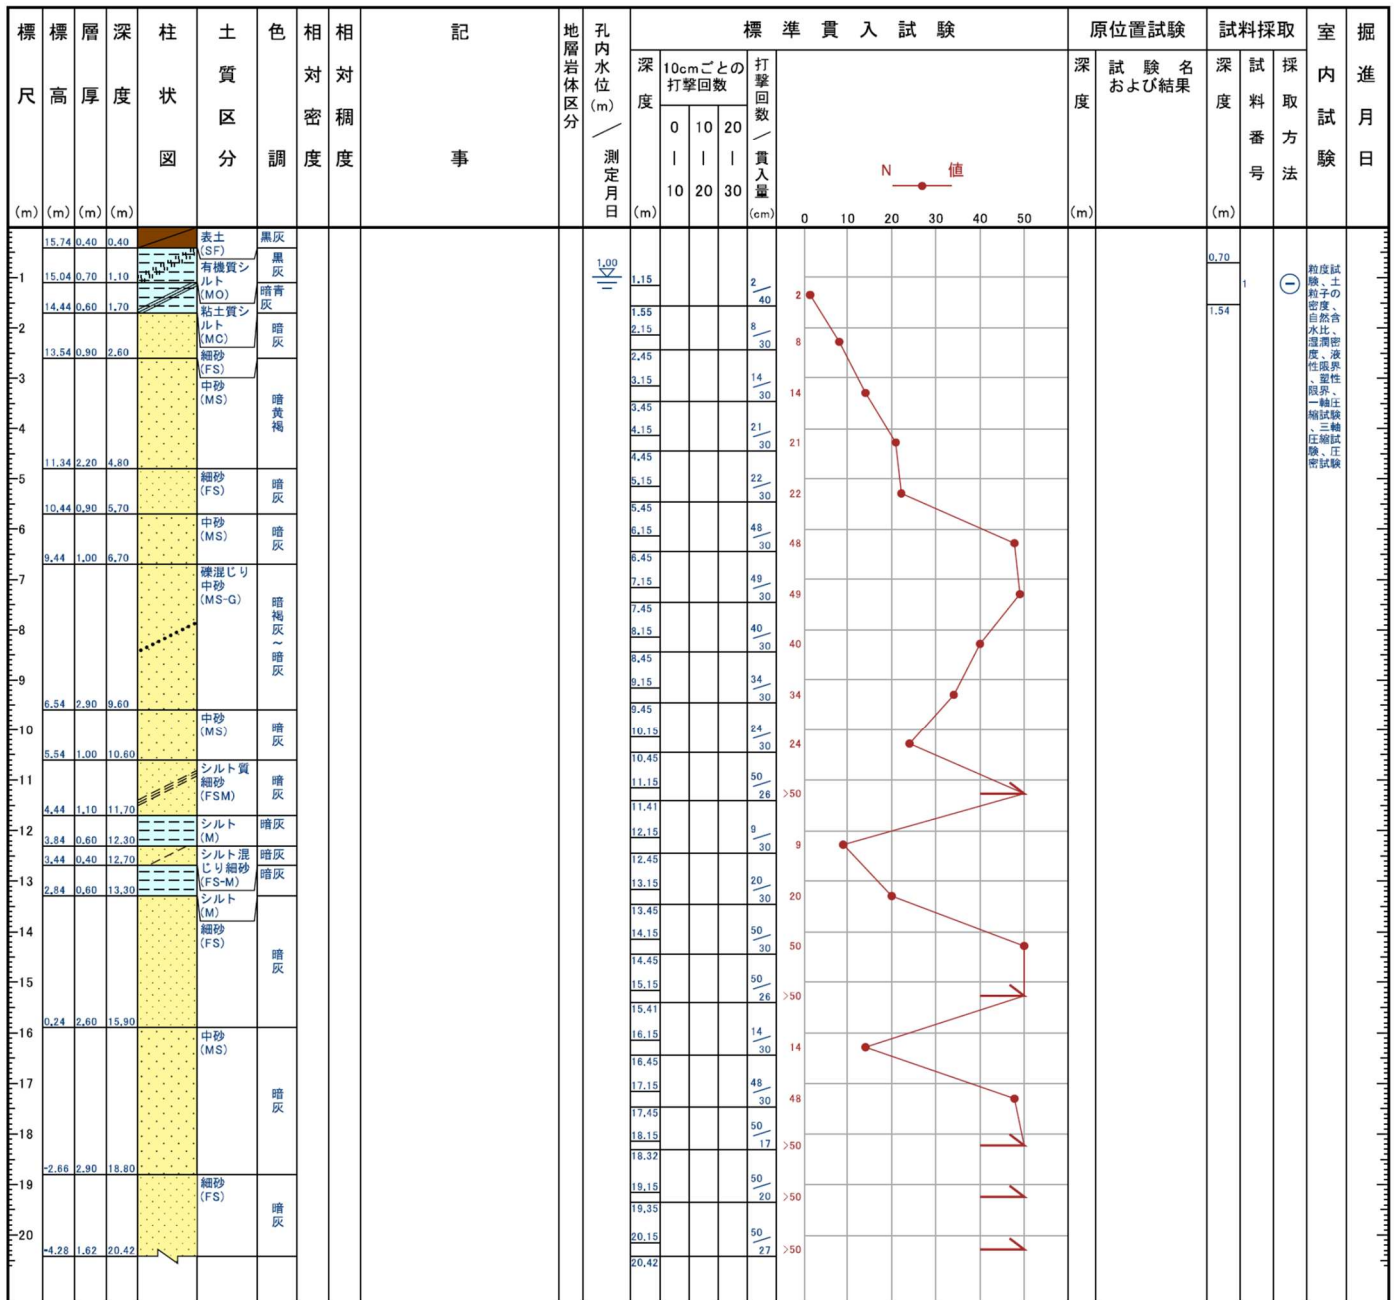 標尺 (m)
標高 (m)
層厚 (m)
深度 (m)
柱状図
土質区分
色調
相対密度
相対稠度
記事
地層岩体区分
孔内水位(m)／測定月日
標準貫入試験
深度 (m)
10cmごとの打撃回数
0 | 10
10 | 20
20 | 30
打撃回数／貫入量 (cm)
N 値
0 10 20 30 40 50
原位置試験
深度 (m)
試験名および結果
試料採取
深度 (m)
試料番号
採取方法
室内試験
掘進月日
1
2
3
4
5
6
7
8
9
10
11
12
13
14
15
16
17
18
19
20
15.74 0.40 0.40 表土 (SF) 黒灰
15.04 0.70 1.10 有機質シルト (MO) 黒灰
14.44 0.60 1.70 粘土質シルト (MC) 暗青灰
13.54 0.90 2.60 細砂 (FS) 暗灰
11.34 2.20 4.80 中砂 (MS) 暗黄褐
10.44 0.90 5.70 細砂 (FS) 暗灰
9.44 1.00 6.70 中砂 (MS) 暗灰
6.54 2.90 9.60 礫混じり中砂 (MS-G) 暗褐灰～暗灰
5.54 1.00 10.60 中砂 (MS) 暗灰
4.44 1.10 11.70 シルト質細砂 (FSM) 暗灰
3.84 0.60 12.30 シルト (M) 暗灰
3.44 0.40 12.70 シルト混じり細砂 (FS-M) 暗灰
2.84 0.60 13.30 シルト (M) 暗灰
0.24 2.60 15.90 細砂 (FS) 暗灰
-2.66 2.90 18.80 中砂 (MS) 暗灰
-4.28 1.62 20.42 細砂 (FS) 暗灰
1.00
1.15 1.55 2/40 2
2.15 2.45 8/30 8
3.15 3.45 14/30 14
4.15 4.45 21/30 21
5.15 5.45 22/30 22
6.15 6.45 48/30 48
7.15 7.45 49/30 49
8.15 8.45 40/30 40
9.15 9.45 34/30 34
10.15 10.45 24/30 24
11.15 11.41 50/26 >50
12.15 12.45 9/30 9
13.15 13.45 20/30 20
14.15 14.45 50/30 50
15.15 15.41 50/26 >50
16.15 16.45 14/30 14
17.15 17.45 48/30 48
18.15 18.32 50/17 >50
19.15 19.35 50/20 >50
20.15 20.42 50/27 >50
0.70
1.54
1
粒度試
験、土
粒子の
密度、
自然含
水比、
湿潤密
度、液
性限界
、塑性
限界、
一軸圧
縮試験
、三軸
圧縮試
験、圧
密試験